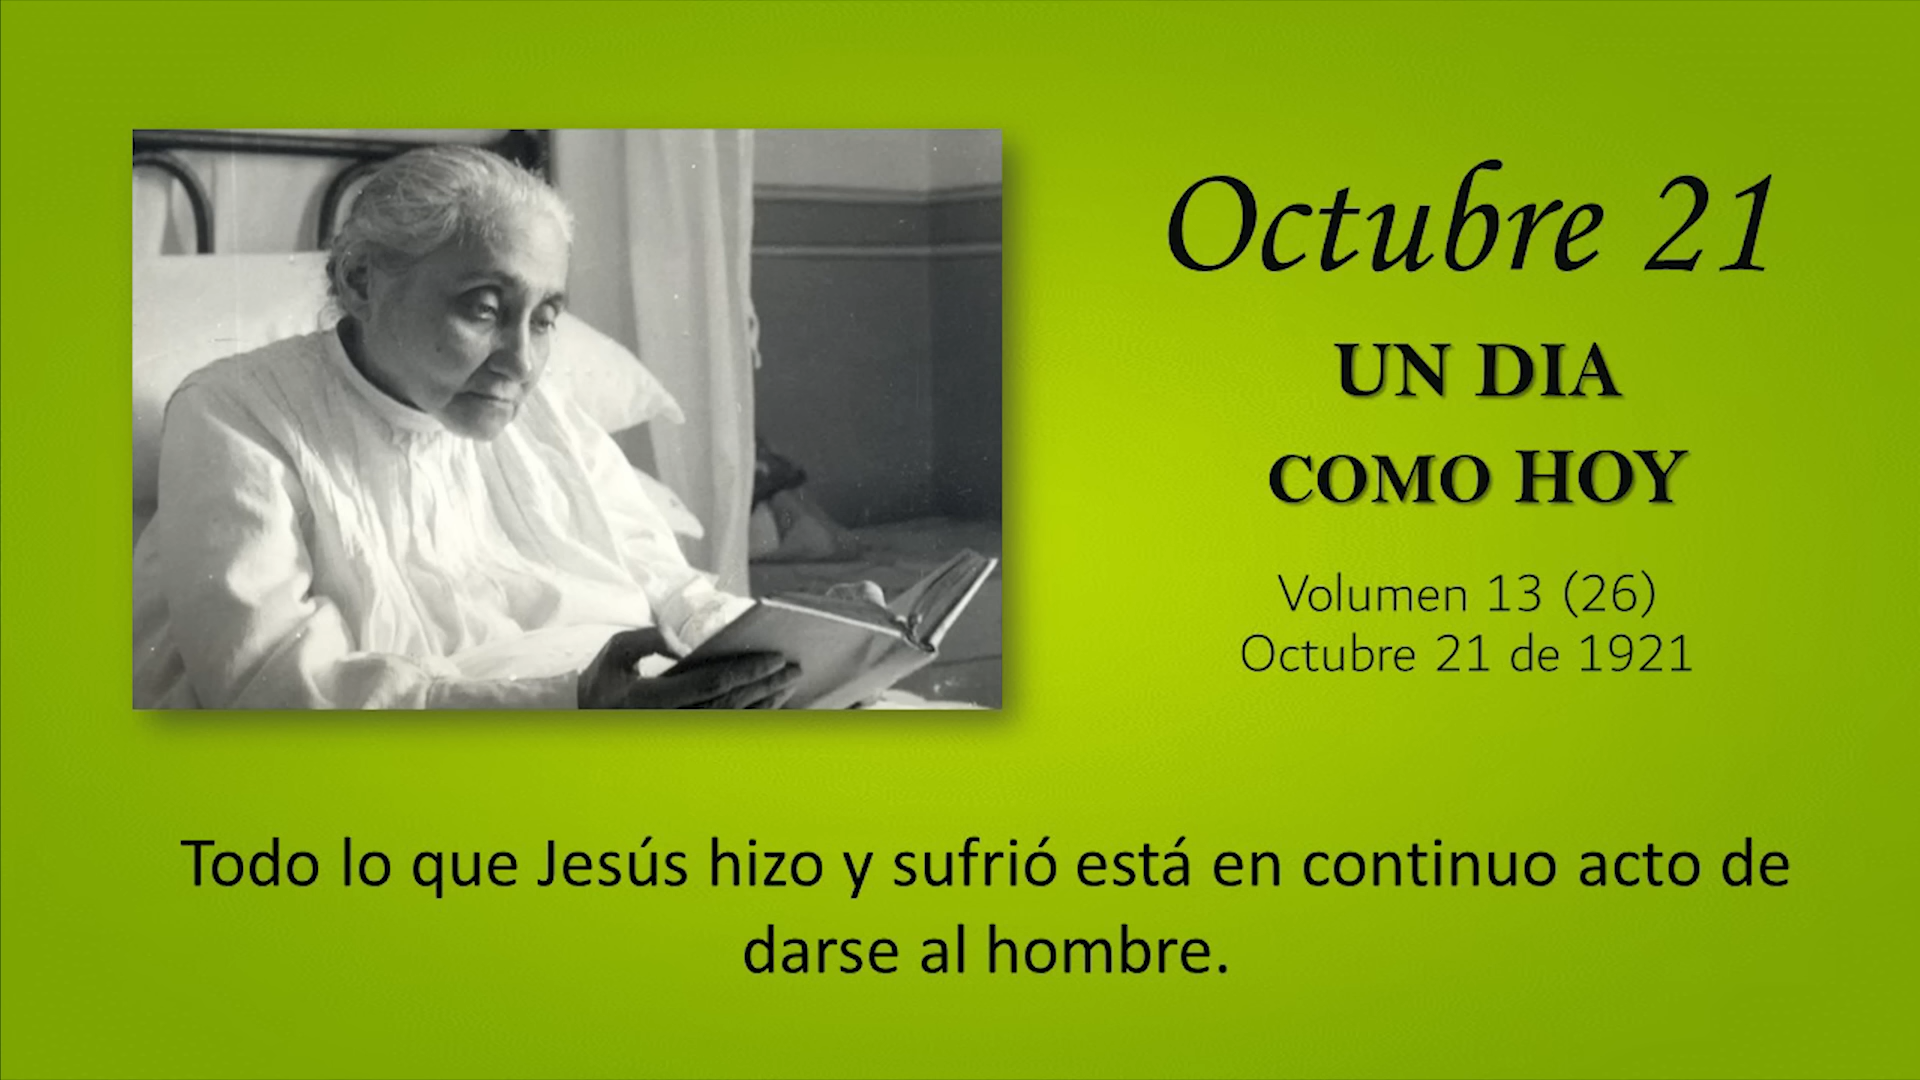 Octubre 21
UN DIA
COMO HOY
Volumen 13 (26)
Octubre 21 de 1921
Todo lo que Jesús hizo y sufrió está en continuo acto de
darse al hombre.